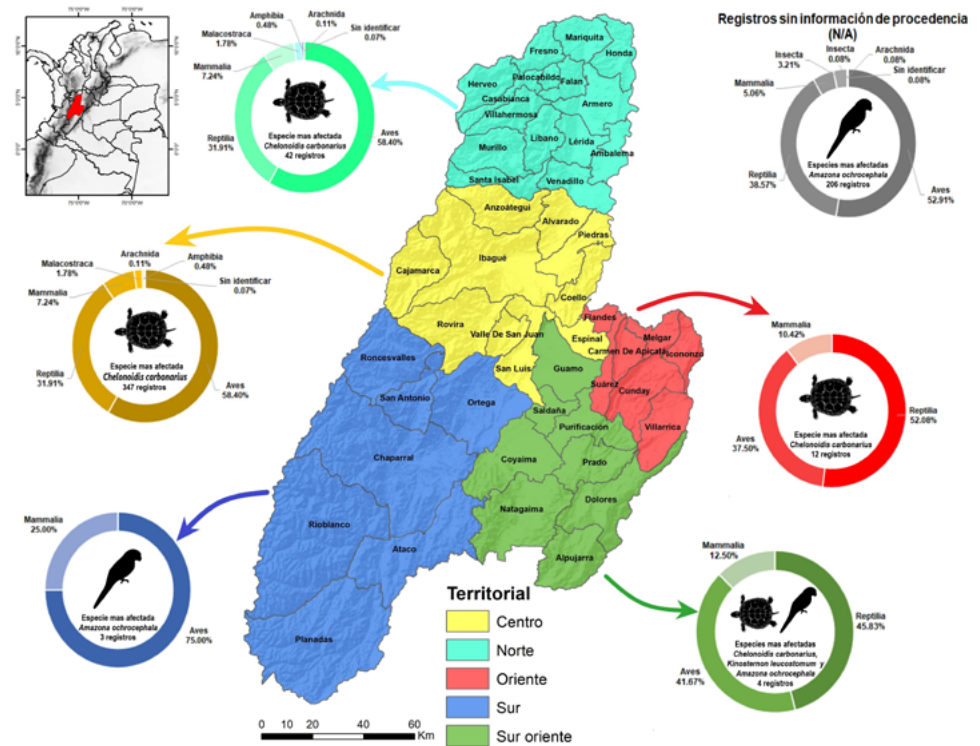 Registros sin información de procedencia
(N/A)
Amphibia
0.48%
Arachnida
0.11%
Malacostraca
1.78%
Sin identificar
0.07%
Mammalia
7.24%
Reptilia
31.91%
Aves
58.40%
Especie mas afectada
Chelonoidis carbonarius
42 registros
Insecta
3.21%
Insecta
0.08%
Arachnida
0.08%
Sin identificar
0.08%
Mammalia
5.06%
Reptilia
38.57%
Aves
52.91%
Especies mas afectadas
Amazona ochrocephala
206 registros
75°0'0"W
75°0'0"W
Mariquita
Fresno
Honda
Herveo
Palocabildo
Falan
Casabianca
Armero
Villahermosa
Líbano
Lérida
Murillo
Ambalema
Santa Isabel
Venadillo
Anzoátegui
Alvarado
Piedras
Ibagué
Cajamarca
Coello
Rovira
Valle De San Juan
Espinal
San Luis
Flandes
Melgar
Carmen De Apicalá
Icononzo
Guamo
Suárez
Cunday
Villarrica
Roncesvalles
San Antonio
Ortega
Saldaña
Purificación
Chaparral
Coyaima
Prado
Natagaima
Dolores
Rioblanco
Ataco
Alpujarra
Planadas
Malacostraca
1.78%
Arachnida
0.11%
Amphibia
0.48%
Mammalia
7.24%
Sin identificar
0.07%
Reptilia
31.91%
Aves
58.40%
Especie mas afectada
Chelonoidis carbonarius
347 registros
Mammalia
10.42%
Aves
37.50%
Reptilia
52.08%
Especie mas afectada
Chelonoidis carbonarius
12 registros
Mammalia
25.00%
Aves
75.00%
Especie mas afectada
Amazona ochrocephala
3 registros
Mammalia
12.50%
Reptilia
45.83%
Aves
41.67%
Especies mas afectadas
Chelonoidis carbonarius,
Kinosternon leucostomum y
Amazona ochrocephala
4 registros
Territorial
Centro
Norte
Oriente
Sur
Sur oriente
0 10 20 40 60
Km